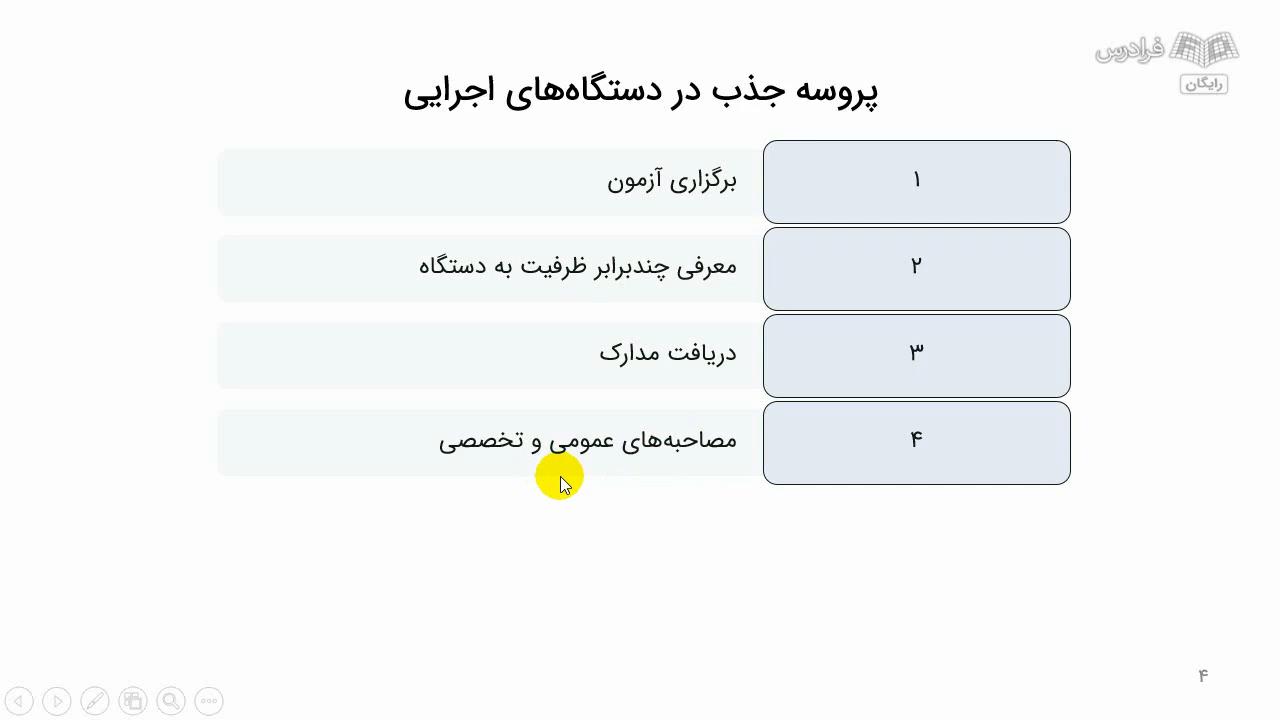 فرادرس
رایگان
پروسه جذب در دستگاه‌های اجرایی
۱ برگزاری آزمون
۲ معرفی چندبرابر ظرفیت به دستگاه
۳ دریافت مدارک
۴ مصاحبه‌های عمومی و تخصصی
۴